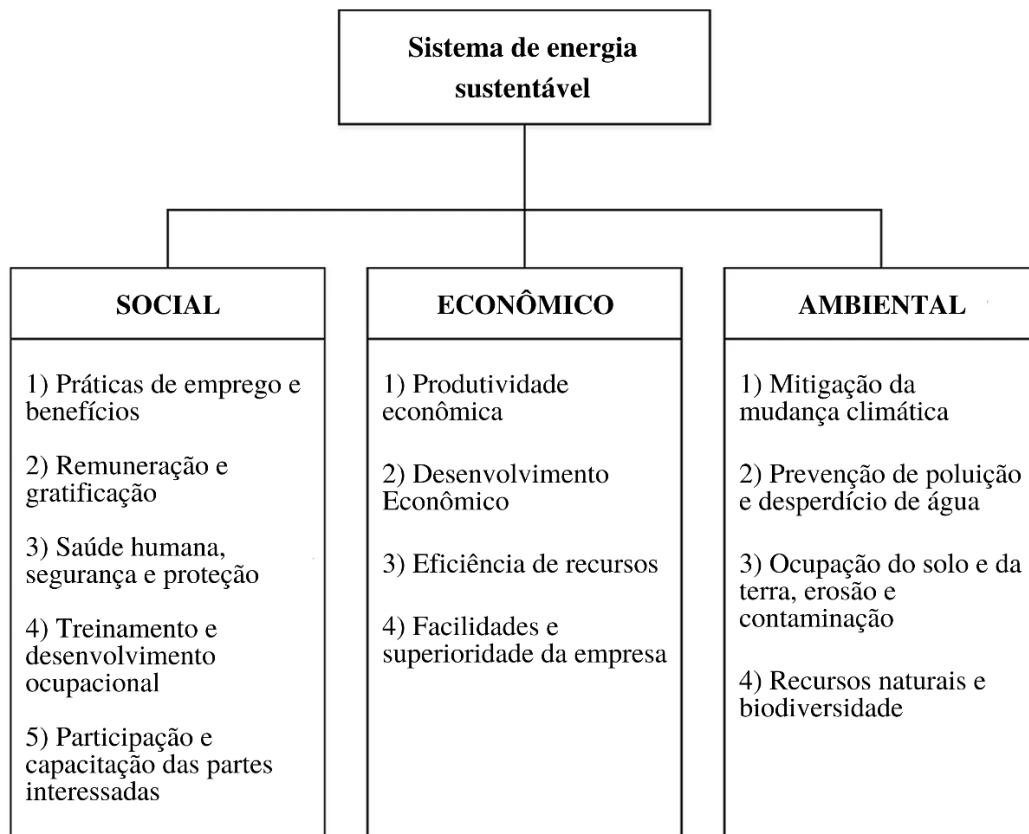 Sistema de energia
sustentável
SOCIAL
1) Práticas de emprego e
benefícios
2) Remuneração e
gratificação
3) Saúde humana,
segurança e proteção
4) Treinamento e
desenvolvimento
ocupacional
5) Participação e
capacitação das partes
interessadas
ECONÔMICO
1) Produtividade
econômica
2) Desenvolvimento
Econômico
3) Eficiência de recursos
4) Facilidades e
superioridade da empresa
AMBIENTAL
1) Mitigação da
mudança climática
2) Prevenção de poluição
e desperdício de água
3) Ocupação do solo e da
terra, erosão e
contaminação
4) Recursos naturais e
biodiversidade